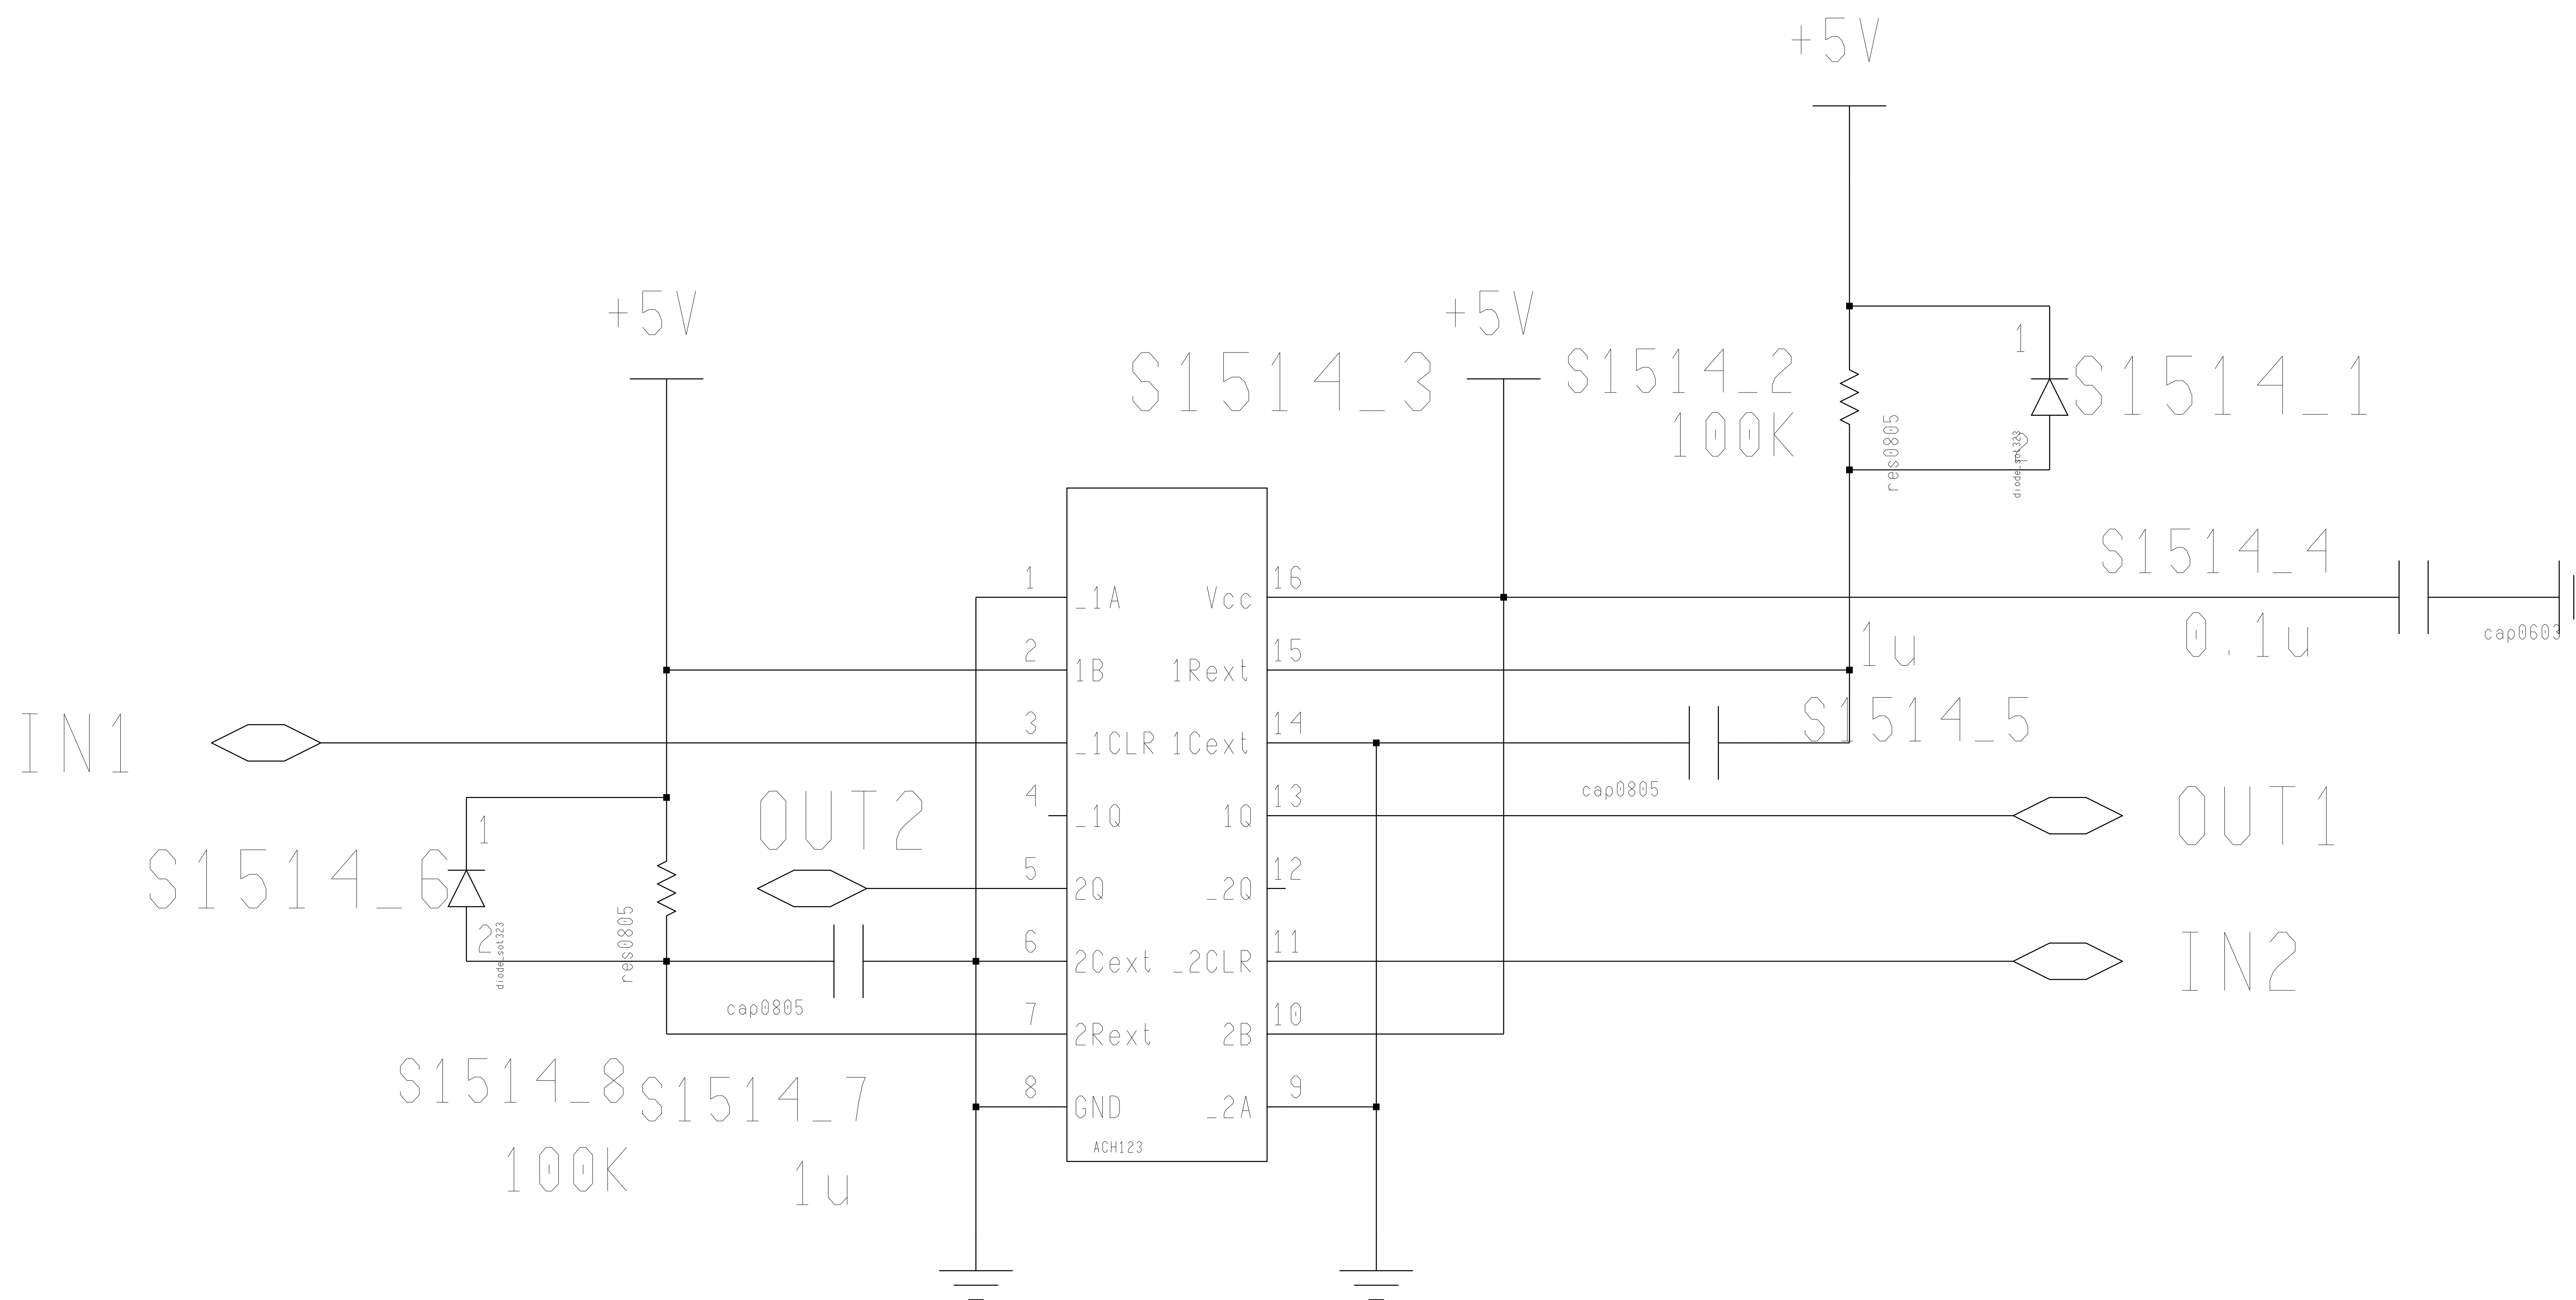 +5V
+5V
+5V
S1514_3
S1514_2
100K
res0805
1
2
diode_sot323
S1514_1
S1514_4
0.1u
cap0603
1 _1A Vcc 16
2 1B 1Rext 15
1u
IN1
3 _1CLR 1Cext 14
S1514_5
cap0805
4 _1Q 1Q 13
OUT1
OUT2
5 2Q _2Q 12
S1514_6
1
2
diode_sot323
res0805
6 2Cext _2CLR 11
IN2
cap0805
7 2Rext 2B 10
8 GND _2A 9
ACH123
S1514_8
100K
S1514_7
1u